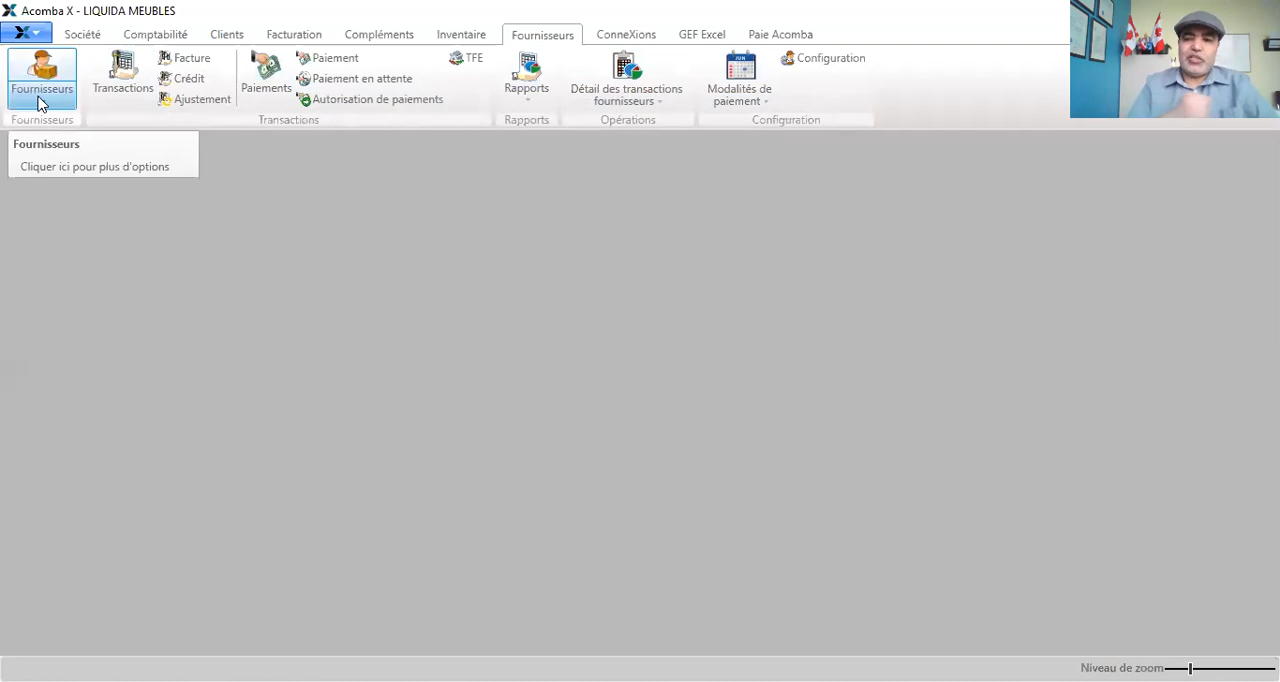 Acomba X - LIQUIDA MEUBLES
Société Comptabilité Clients Facturation Compléments Inventaire Fournisseurs ConneXions GEF Excel Paie Acomba
Fournisseurs
Fournisseurs
Transactions
Facture
Crédit
Ajustement
Paiements
Paiement
Paiement en attente
Autorisation de paiements
TFE
Transactions
Rapports
Rapports
Détail des transactions
fournisseurs
Opérations
Modalités de
paiement
Configuration
Configuration
Fournisseurs
Cliquer ici pour plus d'options
Niveau de zoom